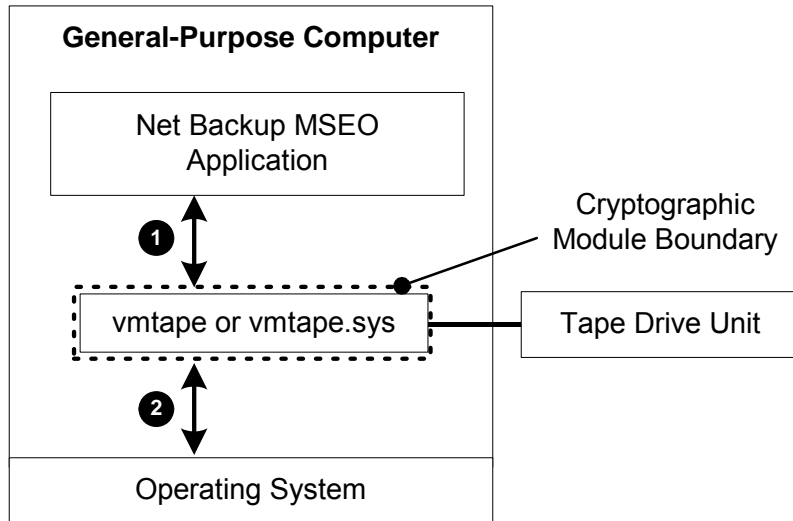 General-Purpose Computer
Net Backup MSEO
Application
1
Cryptographic
Module Boundary
vmtape or vmtape.sys
Tape Drive Unit
2
Operating System